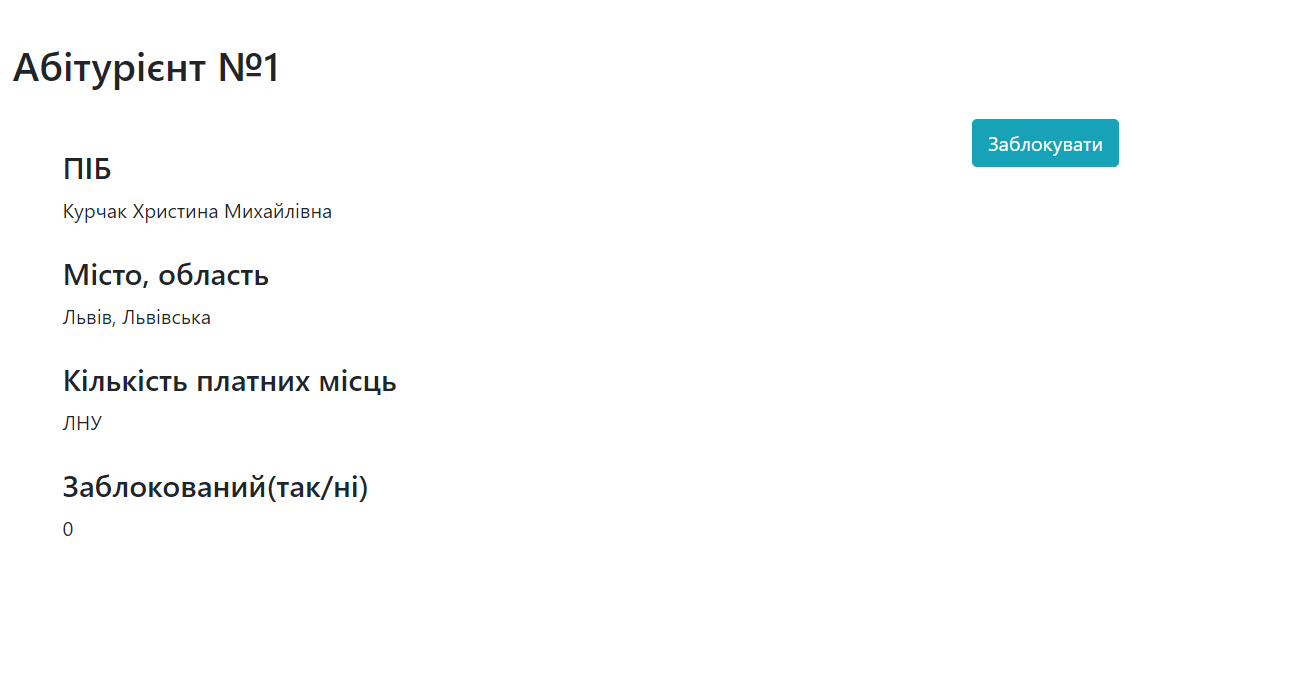 Абітурієнт №1
Заблокувати
ПІБ
Курчак Христина Михайлівна
Місто, область
Львів, Львівська
Кількість платних місць
ЛНУ
Заблокований(так/ні)
0